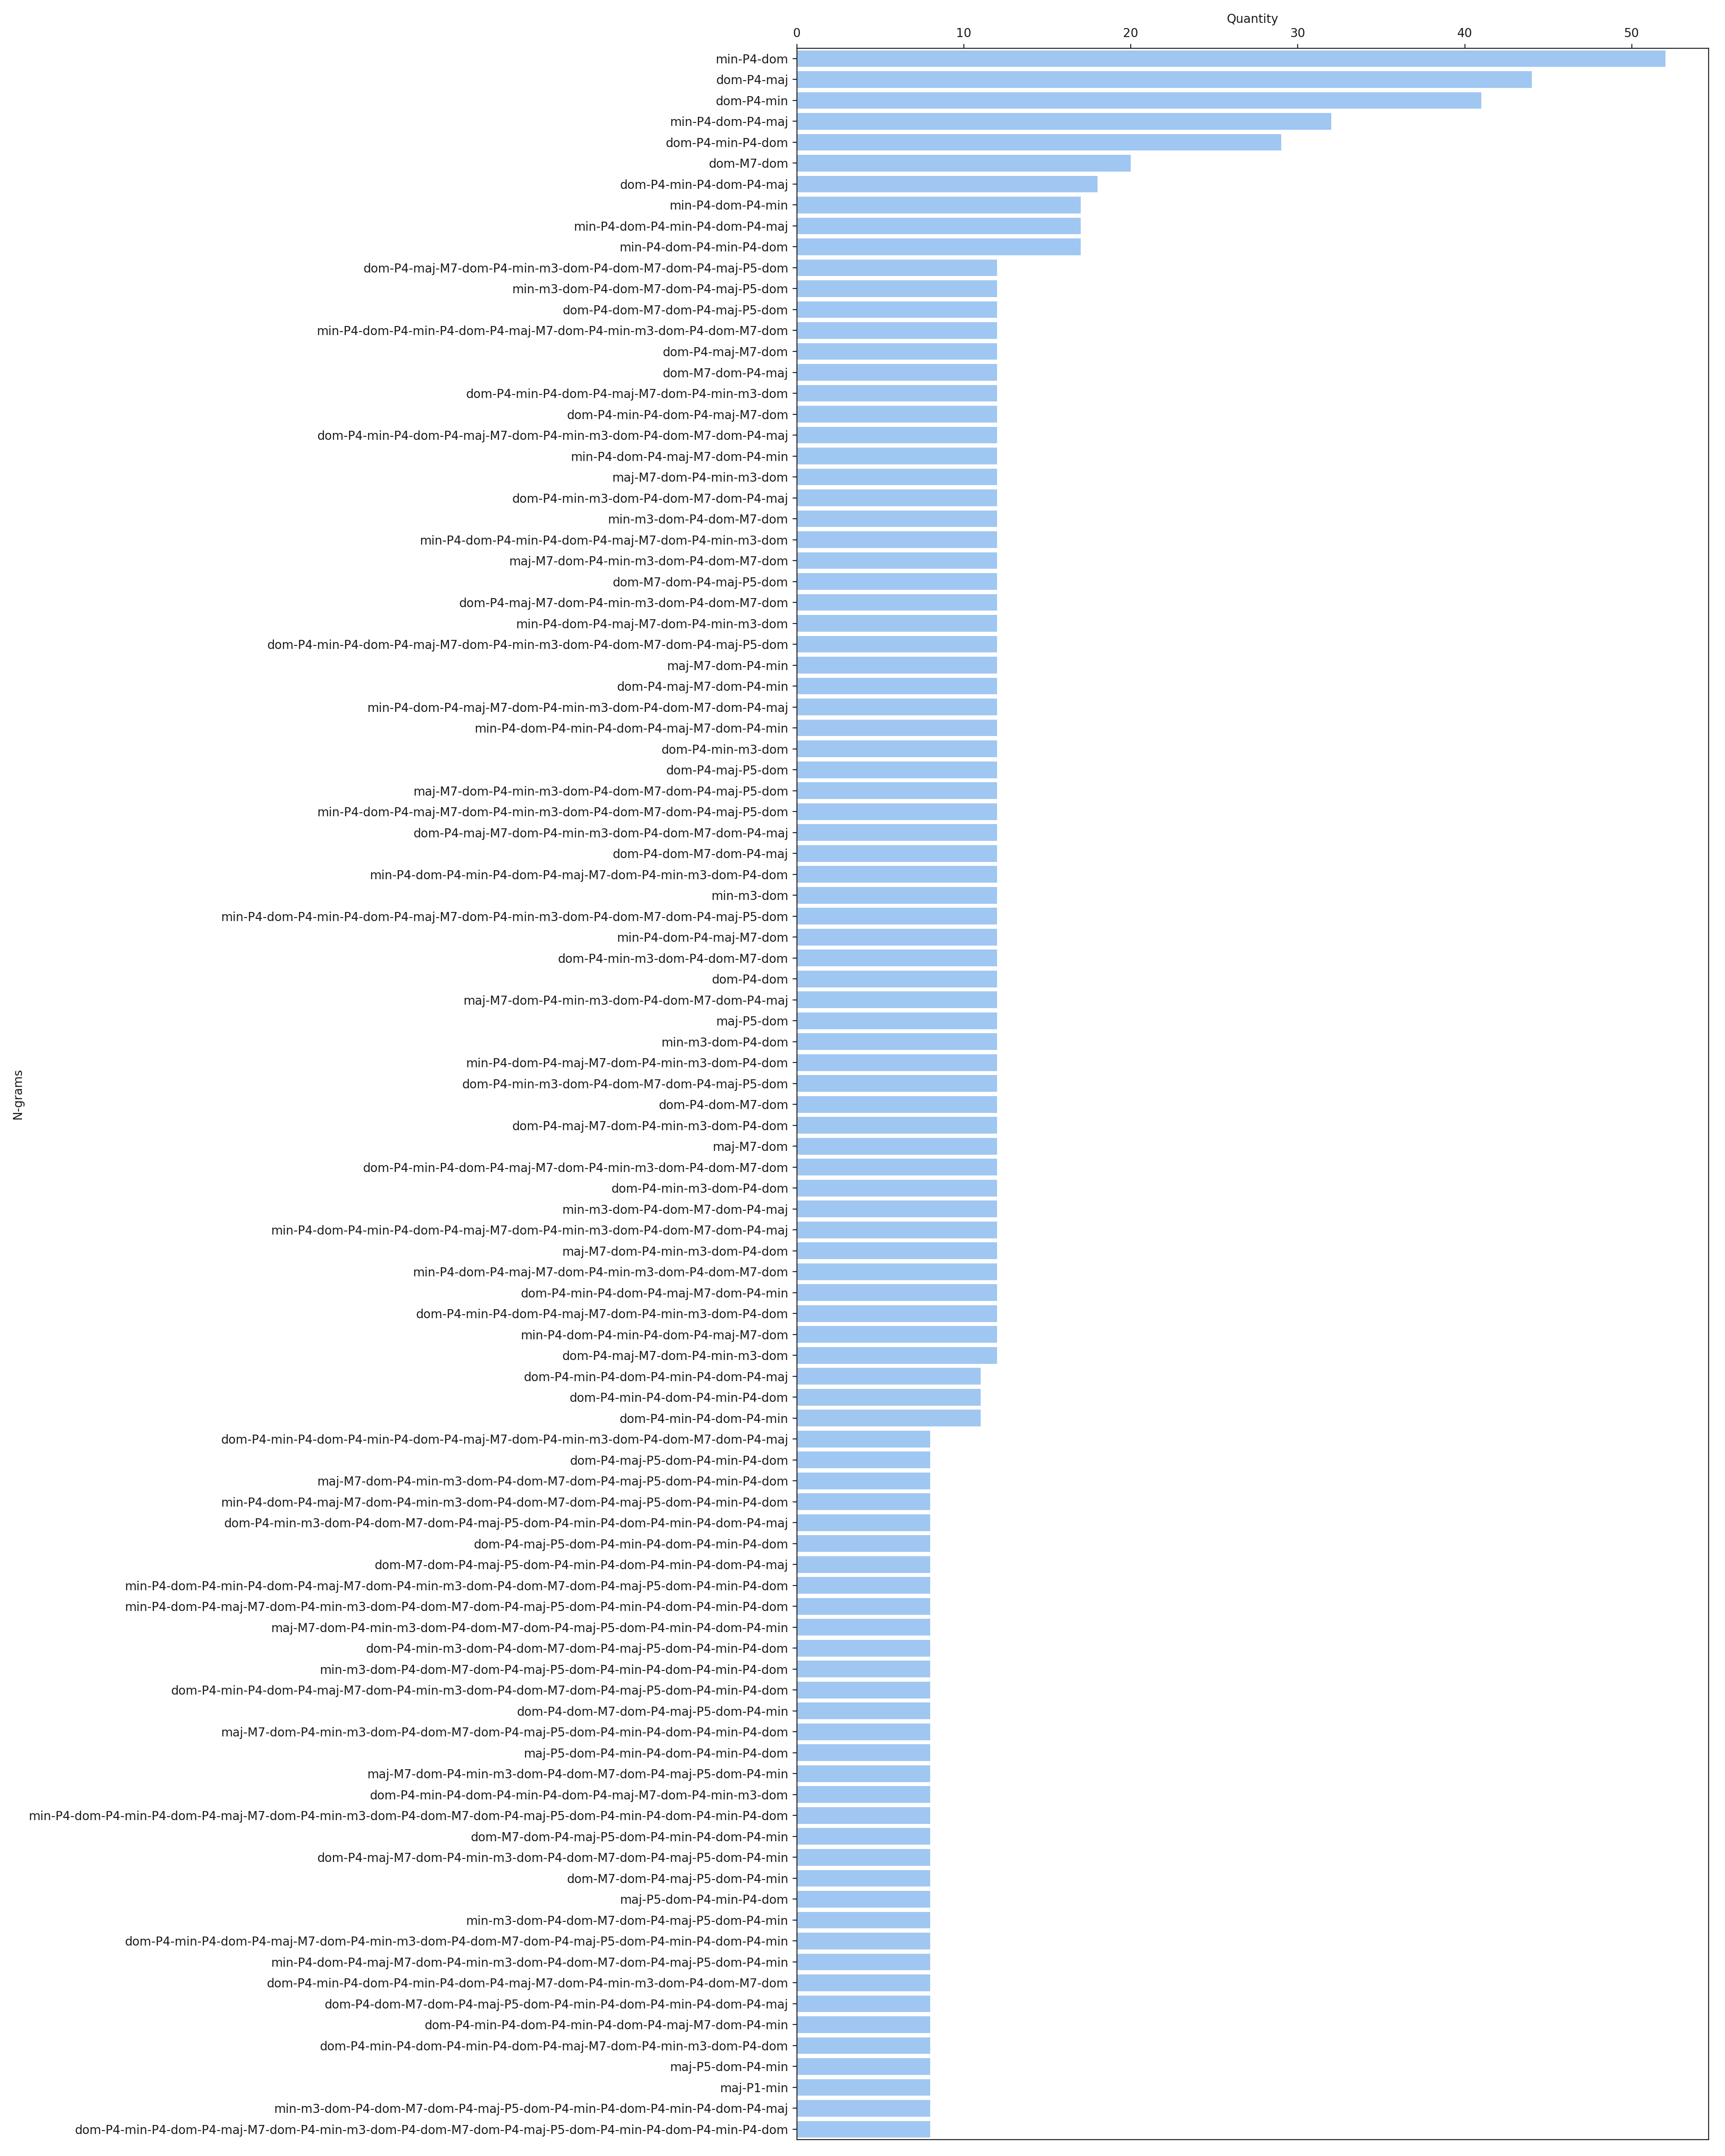 Quantity
0 10 20 30 40 50
min-P4-dom
dom-P4-maj
dom-P4-min
min-P4-dom-P4-maj
dom-P4-min-P4-dom
dom-M7-dom
dom-P4-min-P4-dom-P4-maj
min-P4-dom-P4-min
min-P4-dom-P4-min-P4-dom-P4-maj
min-P4-dom-P4-min-P4-dom
dom-P4-maj-M7-dom-P4-min-m3-dom-P4-dom-M7-dom-P4-maj-P5-dom
min-m3-dom-P4-dom-M7-dom-P4-maj-P5-dom
dom-P4-dom-M7-dom-P4-maj-P5-dom
min-P4-dom-P4-min-P4-dom-P4-maj-M7-dom-P4-min-m3-dom-P4-dom-M7-dom
dom-P4-maj-M7-dom
dom-M7-dom-P4-maj
dom-P4-min-P4-dom-P4-maj-M7-dom-P4-min-m3-dom
dom-P4-min-P4-dom-P4-maj-M7-dom
dom-P4-min-P4-dom-P4-maj-M7-dom-P4-min-m3-dom-P4-dom-M7-dom-P4-maj
min-P4-dom-P4-maj-M7-dom-P4-min
maj-M7-dom-P4-min-m3-dom
dom-P4-min-m3-dom-P4-dom-M7-dom-P4-maj
min-m3-dom-P4-dom-M7-dom
min-P4-dom-P4-min-P4-dom-P4-maj-M7-dom-P4-min-m3-dom
maj-M7-dom-P4-min-m3-dom-P4-dom-M7-dom
dom-M7-dom-P4-maj-P5-dom
dom-P4-maj-M7-dom-P4-min-m3-dom-P4-dom-M7-dom
min-P4-dom-P4-maj-M7-dom-P4-min-m3-dom
dom-P4-min-P4-dom-P4-maj-M7-dom-P4-min-m3-dom-P4-dom-M7-dom-P4-maj-P5-dom
maj-M7-dom-P4-min
dom-P4-maj-M7-dom-P4-min
min-P4-dom-P4-maj-M7-dom-P4-min-m3-dom-P4-dom-M7-dom-P4-maj
min-P4-dom-P4-min-P4-dom-P4-maj-M7-dom-P4-min
dom-P4-min-m3-dom
dom-P4-maj-P5-dom
maj-M7-dom-P4-min-m3-dom-P4-dom-M7-dom-P4-maj-P5-dom
min-P4-dom-P4-maj-M7-dom-P4-min-m3-dom-P4-dom-M7-dom-P4-maj-P5-dom
dom-P4-maj-M7-dom-P4-min-m3-dom-P4-dom-M7-dom-P4-maj
dom-P4-dom-M7-dom-P4-maj
min-P4-dom-P4-min-P4-dom-P4-maj-M7-dom-P4-min-m3-dom-P4-dom
min-m3-dom
min-P4-dom-P4-min-P4-dom-P4-maj-M7-dom-P4-min-m3-dom-P4-dom-M7-dom-P4-maj-P5-dom
min-P4-dom-P4-maj-M7-dom
dom-P4-min-m3-dom-P4-dom-M7-dom
dom-P4-dom
maj-M7-dom-P4-min-m3-dom-P4-dom-M7-dom-P4-maj
maj-P5-dom
min-m3-dom-P4-dom
min-P4-dom-P4-maj-M7-dom-P4-min-m3-dom-P4-dom
dom-P4-min-m3-dom-P4-dom-M7-dom-P4-maj-P5-dom
N-grams
dom-P4-dom-M7-dom
dom-P4-maj-M7-dom-P4-min-m3-dom-P4-dom
maj-M7-dom
dom-P4-min-P4-dom-P4-maj-M7-dom-P4-min-m3-dom-P4-dom-M7-dom
dom-P4-min-m3-dom-P4-dom
min-m3-dom-P4-dom-M7-dom-P4-maj
min-P4-dom-P4-min-P4-dom-P4-maj-M7-dom-P4-min-m3-dom-P4-dom-M7-dom-P4-maj
maj-M7-dom-P4-min-m3-dom-P4-dom
min-P4-dom-P4-maj-M7-dom-P4-min-m3-dom-P4-dom-M7-dom
dom-P4-min-P4-dom-P4-maj-M7-dom-P4-min
dom-P4-min-P4-dom-P4-maj-M7-dom-P4-min-m3-dom-P4-dom
min-P4-dom-P4-min-P4-dom-P4-maj-M7-dom
dom-P4-maj-M7-dom-P4-min-m3-dom
dom-P4-min-P4-dom-P4-min-P4-dom-P4-maj
dom-P4-min-P4-dom-P4-min-P4-dom
dom-P4-min-P4-dom-P4-min
dom-P4-min-P4-dom-P4-min-P4-dom-P4-maj-M7-dom-P4-min-m3-dom-P4-dom-M7-dom-P4-maj
dom-P4-maj-P5-dom-P4-min-P4-dom
maj-M7-dom-P4-min-m3-dom-P4-dom-M7-dom-P4-maj-P5-dom-P4-min-P4-dom
min-P4-dom-P4-maj-M7-dom-P4-min-m3-dom-P4-dom-M7-dom-P4-maj-P5-dom-P4-min-P4-dom
dom-P4-min-m3-dom-P4-dom-M7-dom-P4-maj-P5-dom-P4-min-P4-dom-P4-min-P4-dom-P4-maj
dom-P4-maj-P5-dom-P4-min-P4-dom-P4-min-P4-dom
dom-M7-dom-P4-maj-P5-dom-P4-min-P4-dom-P4-min-P4-dom-P4-maj
min-P4-dom-P4-min-P4-dom-P4-maj-M7-dom-P4-min-m3-dom-P4-dom-M7-dom-P4-maj-P5-dom-P4-min-P4-dom
min-P4-dom-P4-maj-M7-dom-P4-min-m3-dom-P4-dom-M7-dom-P4-maj-P5-dom-P4-min-P4-dom-P4-min-P4-dom
maj-M7-dom-P4-min-m3-dom-P4-dom-M7-dom-P4-maj-P5-dom-P4-min-P4-dom-P4-min
dom-P4-min-m3-dom-P4-dom-M7-dom-P4-maj-P5-dom-P4-min-P4-dom
min-m3-dom-P4-dom-M7-dom-P4-maj-P5-dom-P4-min-P4-dom-P4-min-P4-dom
dom-P4-min-P4-dom-P4-maj-M7-dom-P4-min-m3-dom-P4-dom-M7-dom-P4-maj-P5-dom-P4-min-P4-dom
dom-P4-dom-M7-dom-P4-maj-P5-dom-P4-min
maj-M7-dom-P4-min-m3-dom-P4-dom-M7-dom-P4-maj-P5-dom-P4-min-P4-dom-P4-min-P4-dom
maj-P5-dom-P4-min-P4-dom-P4-min-P4-dom
maj-M7-dom-P4-min-m3-dom-P4-dom-M7-dom-P4-maj-P5-dom-P4-min
dom-P4-min-P4-dom-P4-min-P4-dom-P4-maj-M7-dom-P4-min-m3-dom
min-P4-dom-P4-min-P4-dom-P4-maj-M7-dom-P4-min-m3-dom-P4-dom-M7-dom-P4-maj-P5-dom-P4-min-P4-dom-P4-min-P4-dom
dom-M7-dom-P4-maj-P5-dom-P4-min-P4-dom-P4-min
dom-P4-maj-M7-dom-P4-min-m3-dom-P4-dom-M7-dom-P4-maj-P5-dom-P4-min
dom-M7-dom-P4-maj-P5-dom-P4-min
maj-P5-dom-P4-min-P4-dom
min-m3-dom-P4-dom-M7-dom-P4-maj-P5-dom-P4-min
dom-P4-min-P4-dom-P4-maj-M7-dom-P4-min-m3-dom-P4-dom-M7-dom-P4-maj-P5-dom-P4-min-P4-dom-P4-min
min-P4-dom-P4-maj-M7-dom-P4-min-m3-dom-P4-dom-M7-dom-P4-maj-P5-dom-P4-min
dom-P4-min-P4-dom-P4-min-P4-dom-P4-maj-M7-dom-P4-min-m3-dom-P4-dom-M7-dom
dom-P4-dom-M7-dom-P4-maj-P5-dom-P4-min-P4-dom-P4-min-P4-dom-P4-maj
dom-P4-min-P4-dom-P4-min-P4-dom-P4-maj-M7-dom-P4-min
dom-P4-min-P4-dom-P4-min-P4-dom-P4-maj-M7-dom-P4-min-m3-dom-P4-dom
maj-P5-dom-P4-min
maj-P1-min
min-m3-dom-P4-dom-M7-dom-P4-maj-P5-dom-P4-min-P4-dom-P4-min-P4-dom-P4-maj
dom-P4-min-P4-dom-P4-maj-M7-dom-P4-min-m3-dom-P4-dom-M7-dom-P4-maj-P5-dom-P4-min-P4-dom-P4-min-P4-dom